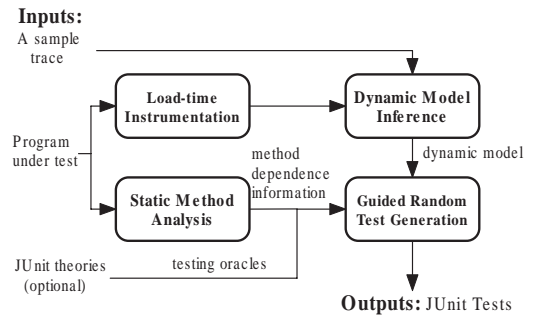 Inputs:
A sample
trace
Load-time
Instrumentation
Dynamic Model
Inference
Program
under test
method
dependence
information
dynamic model
Static Method
Analysis
Guided Random
Test Generation
JUnit theories
(optional)
testing oracles
Outputs: JUnit Tests